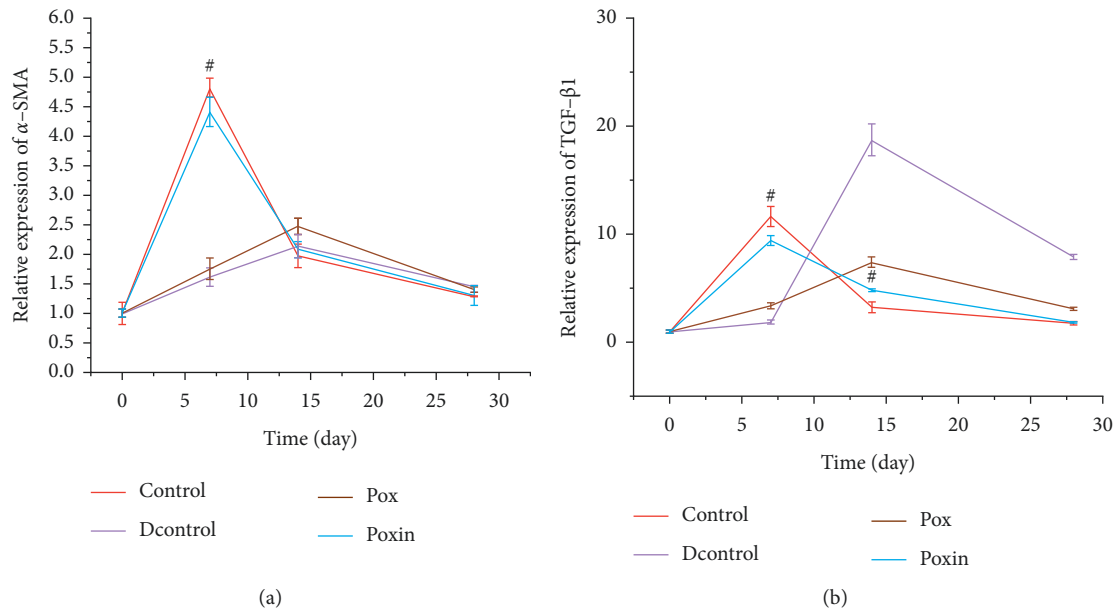 6.0
5.5
5.0
4.5
4.0
3.5
3.0
2.5
2.0
1.5
1.0
0.5
0.0
Relative expression of α–SMA
#
0 5 10 15 20 25 30
Time (day)
Control
Dcontrol
Pox
Poxin
(a)
30
20
10
0
Relative expression of TGF–β1
#
#
0 5 10 15 20 25 30
Time (day)
Control
Dcontrol
Pox
Poxin
(b)